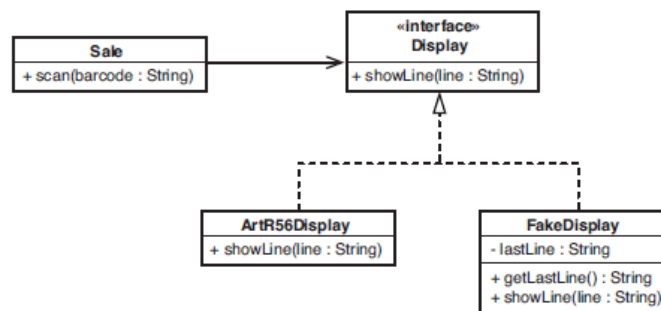 Sale
+ scan(barcode : String)
«interface»
Display
+ showLine(line : String)
ArtR56Display
+ showLine(line : String)
FakeDisplay
- lastLine : String
+ getLastLine() : String
+ showLine(line : String)